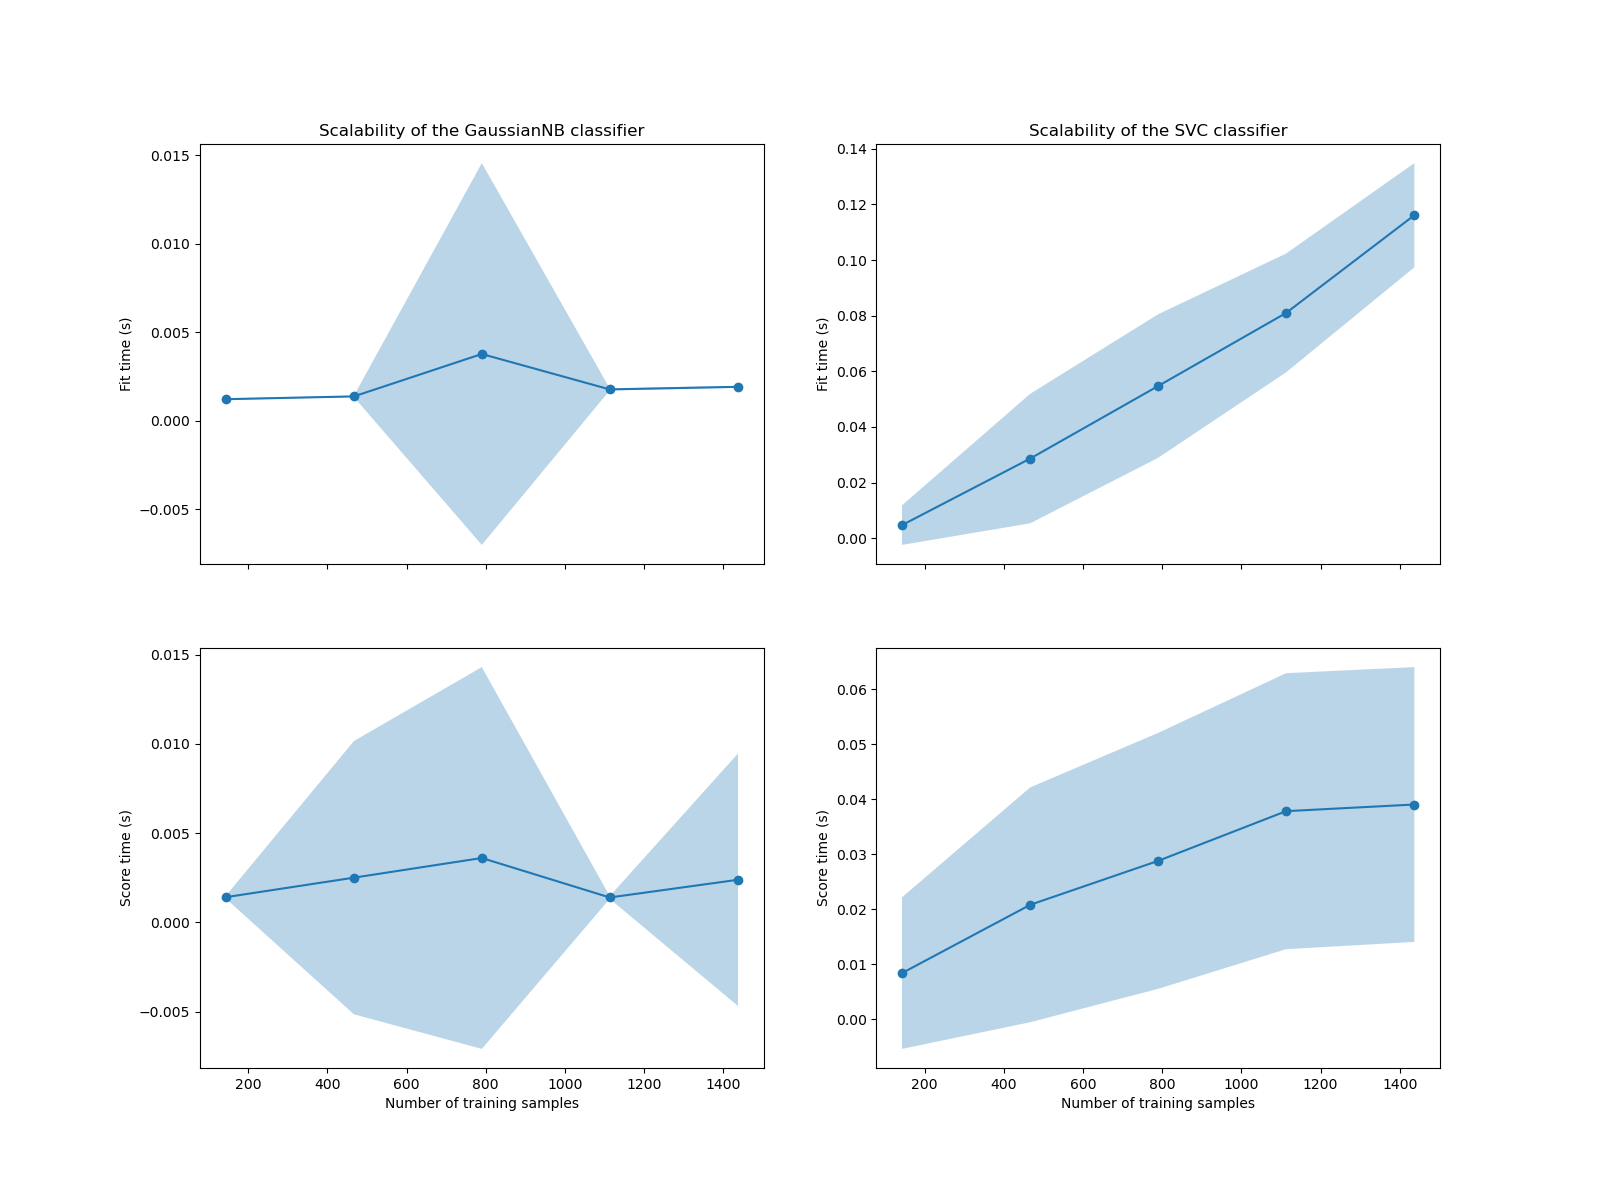 Scalability of the GaussianNB classifier
Fit time (s)
0.015
0.010
0.005
0.000
−0.005
Scalability of the SVC classifier
Fit time (s)
0.14
0.12
0.10
0.08
0.06
0.04
0.02
0.00
Score time (s)
0.015
0.010
0.005
0.000
−0.005
200 400 600 800 1000 1200 1400
Number of training samples
Score time (s)
0.06
0.05
0.04
0.03
0.02
0.01
0.00
200 400 600 800 1000 1200 1400
Number of training samples